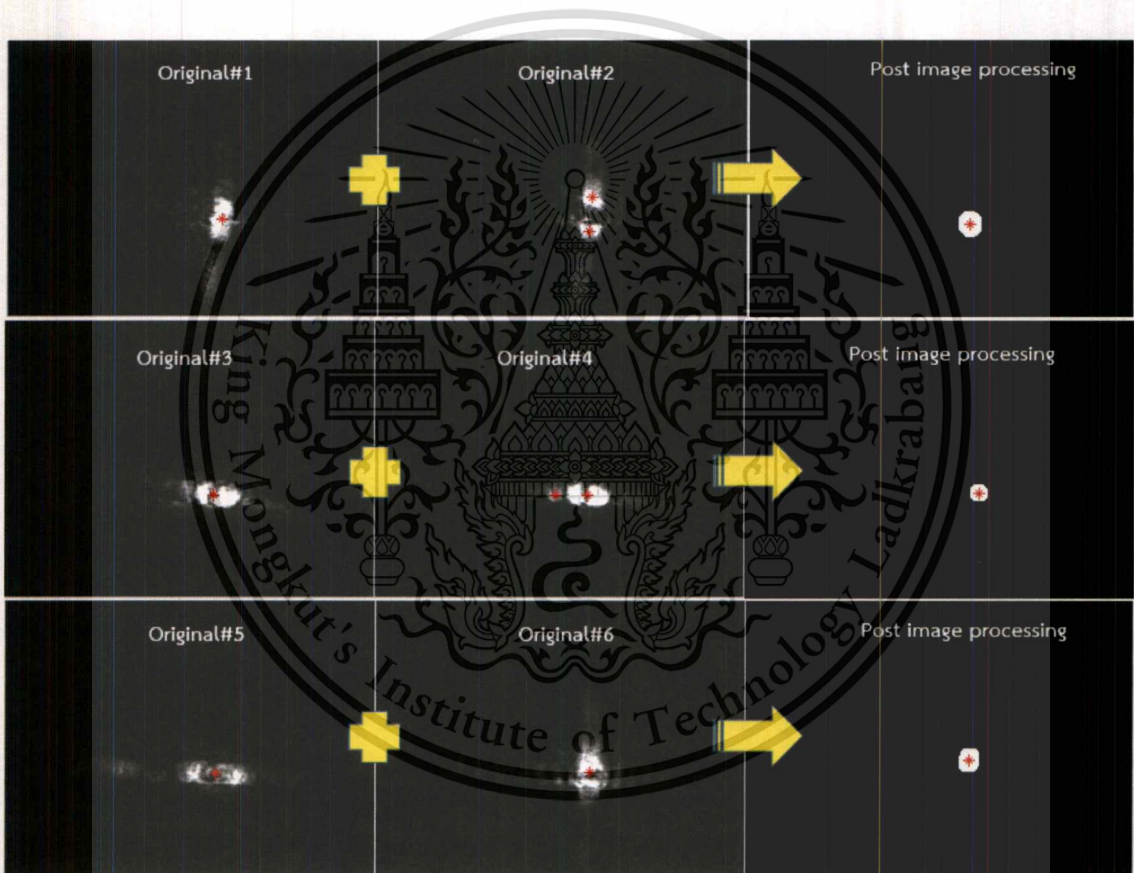 Original#1
Original#2
Post image processing
Original#3
Original#4
Post image processing
Original#5
Original#6
Post image processing
King Mongkut's Institute of Technology Ladkrabang